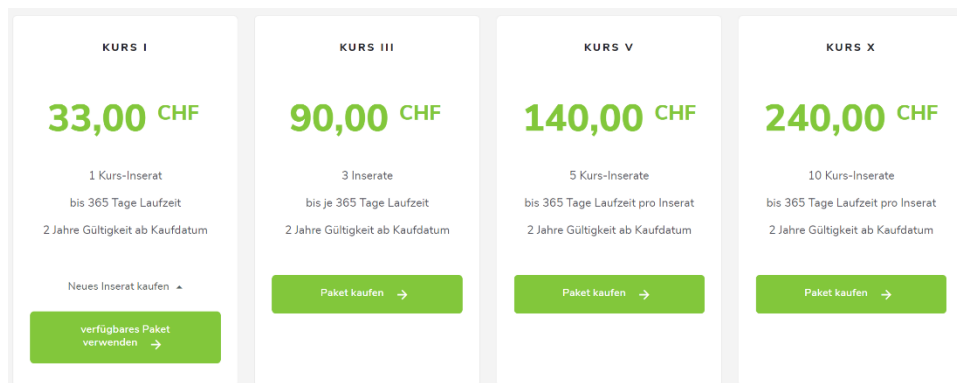 KURS I
33,00 CHF
1 Kurs-Inserat
bis 365 Tage Laufzeit
2 Jahre Gültigkeit ab Kaufdatum
Neues Inserat kaufen
verfügbares Paket
verwenden
KURS III
90,00 CHF
3 Inserate
bis je 365 Tage Laufzeit
2 Jahre Gültigkeit ab Kaufdatum
Paket kaufen
KURS V
140,00 CHF
5 Kurs-Inserate
bis 365 Tage Laufzeit pro Inserat
2 Jahre Gültigkeit ab Kaufdatum
Paket kaufen
KURS X
240,00 CHF
10 Kurs-Inserate
bis 365 Tage Laufzeit pro Inserat
2 Jahre Gültigkeit ab Kaufdatum
Paket kaufen